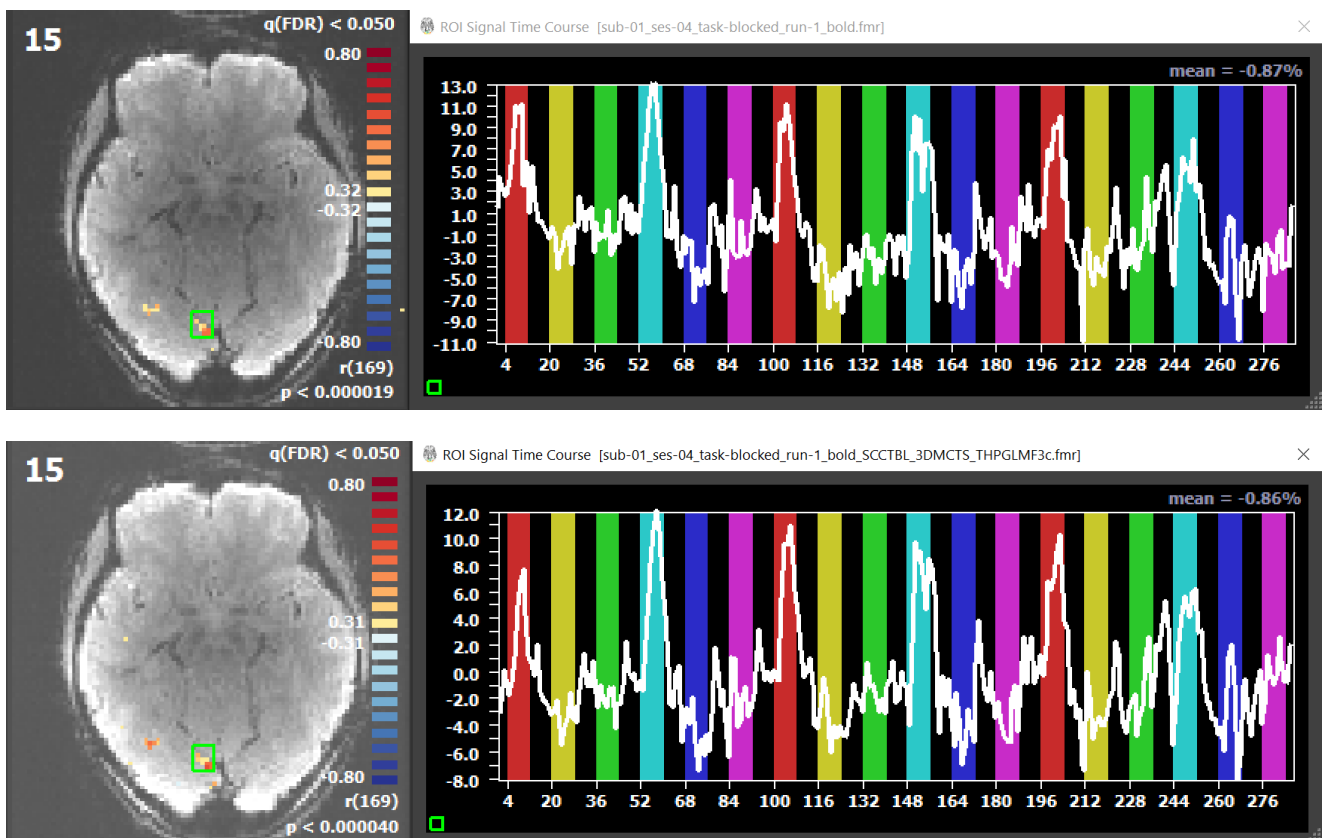 15
q(FDR) < 0.050
0.80
0.32
-0.32
-0.80
r(169)
p < 0.000019
ROI Signal Time Course [sub-01_ses-04_task-blocked_run-1_bold.fmr]
mean = -0.87%
13.0
11.0
9.0
7.0
5.0
3.0
1.0
-1.0
-3.0
-5.0
-7.0
-9.0
-11.0
4 20 36 52 68 84 100 116 132 148 164 180 196 212 228 244 260 276
15
q(FDR) < 0.050
0.80
0.31
-0.31
-0.80
r(169)
p < 0.000040
ROI Signal Time Course [sub-01_ses-04_task-blocked_run-1_bold_SCCTBL_3DMCTS_THPGLMF3c.fmr]
mean = -0.86%
12.0
10.0
8.0
6.0
4.0
2.0
0.0
-2.0
-4.0
-6.0
-8.0
4 20 36 52 68 84 100 116 132 148 164 180 196 212 228 244 260 276